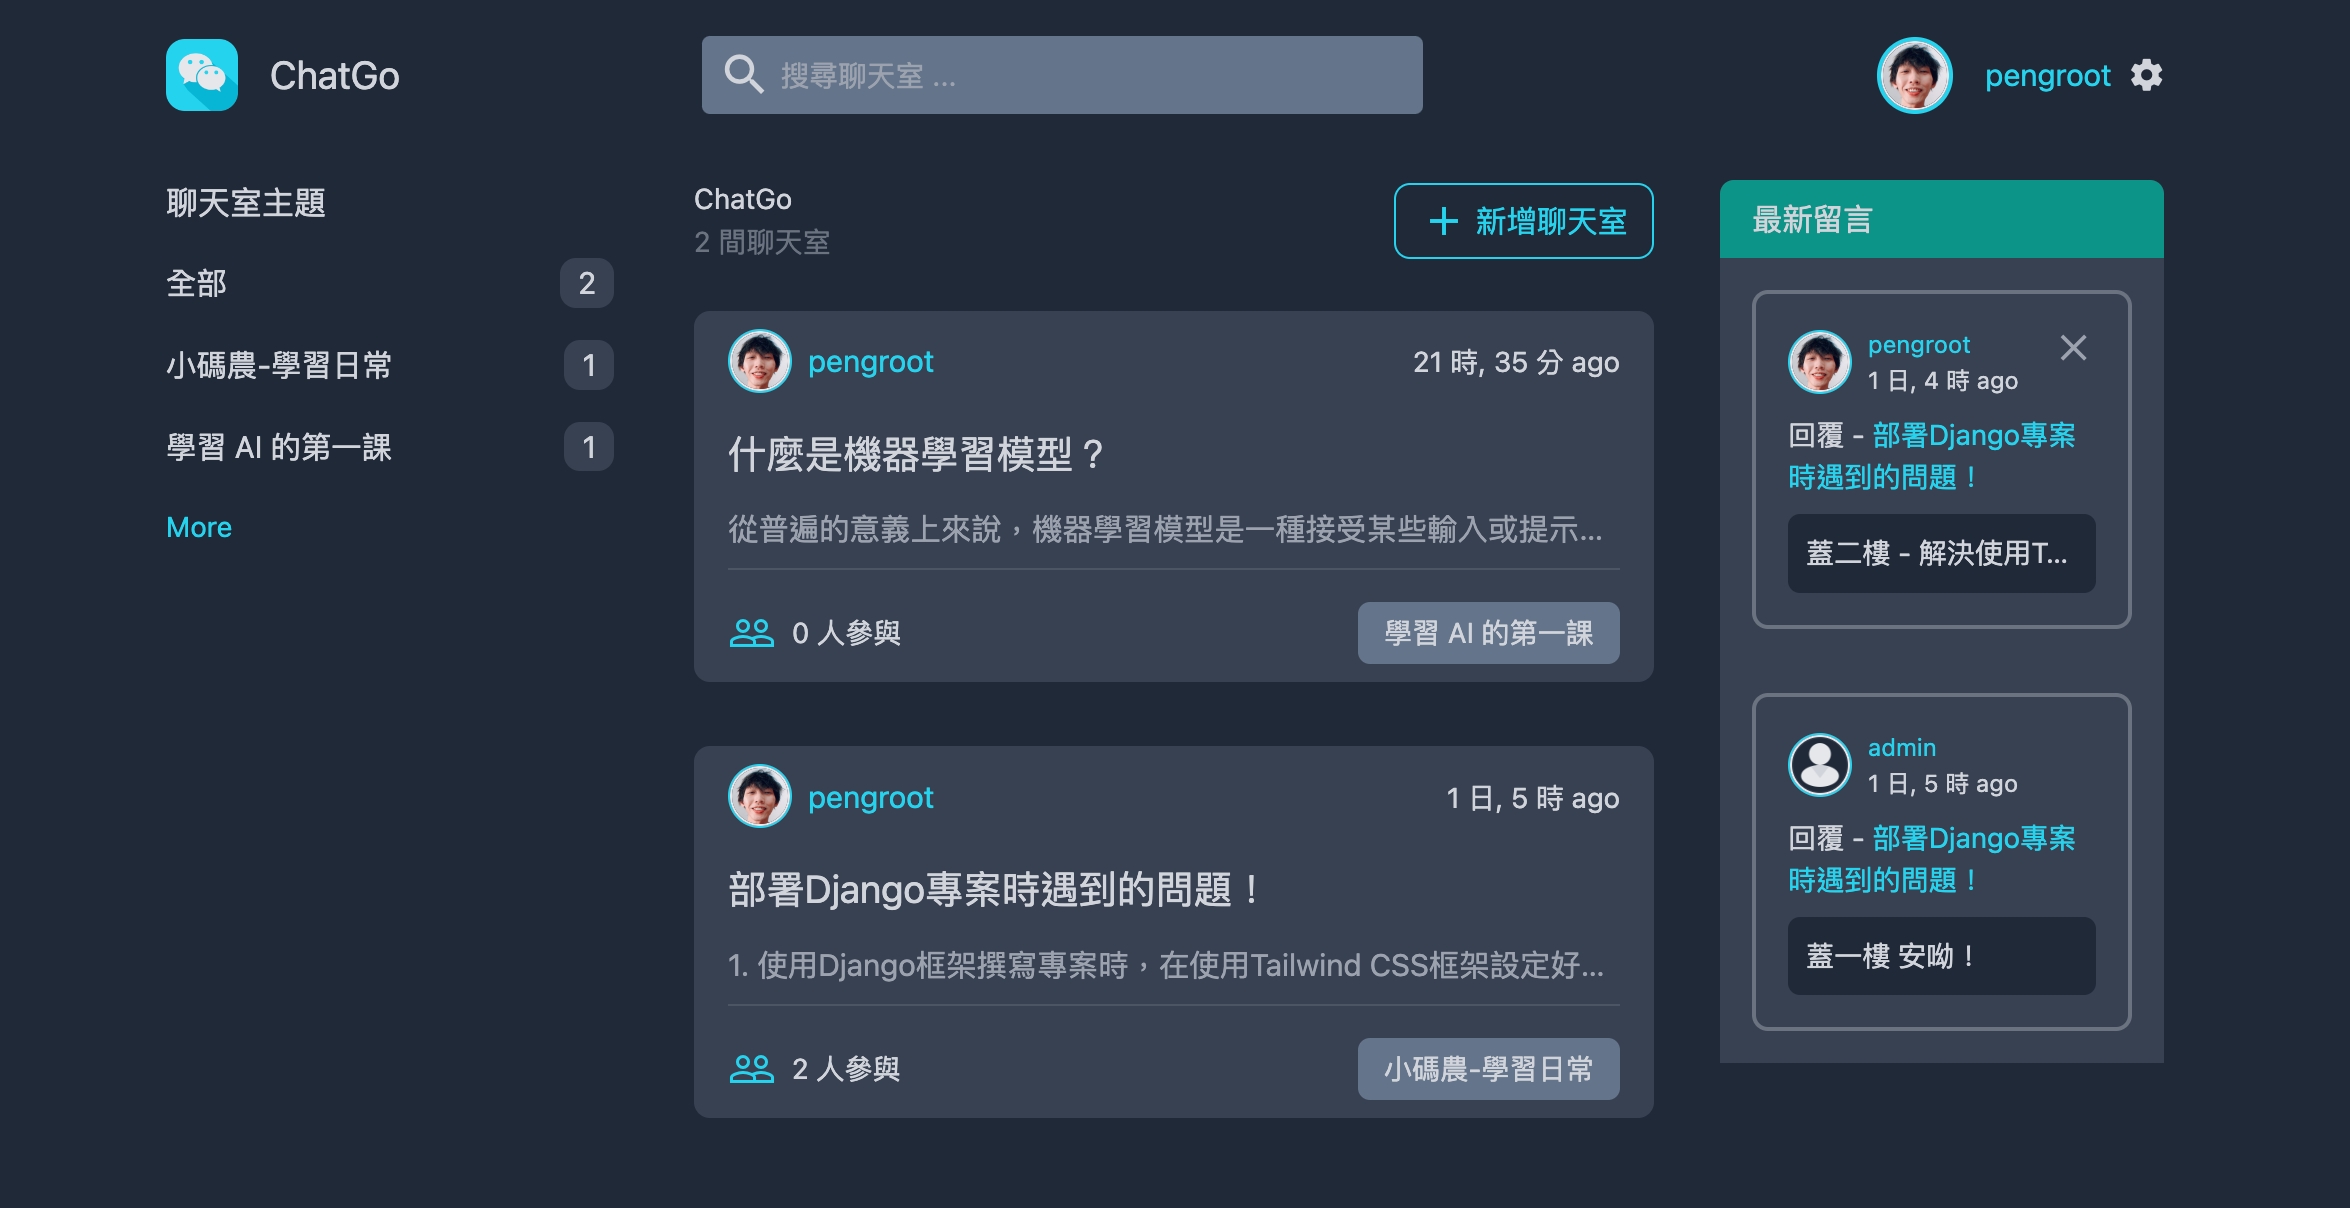 ChatGo
搜尋聊天室 ...
pengroot
聊天室主題
全部 2
小碼農-學習日常 1
學習 AI 的第一課 1
More
ChatGo
2 間聊天室
新增聊天室
pengroot
21 時, 35 分 ago
什麼是機器學習模型？
從普遍的意義上來說，機器學習模型是一種接受某些輸入或提示...
0 人參與
學習 AI 的第一課
pengroot
1 日, 5 時 ago
部署Django專案時遇到的問題！
1. 使用Django框架撰寫專案時，在使用Tailwind CSS框架設定好...
2 人參與
小碼農-學習日常
最新留言
pengroot
1 日, 4 時 ago
回覆 - 部署Django專案
時遇到的問題！
蓋二樓 - 解決使用T...
admin
1 日, 5 時 ago
回覆 - 部署Django專案
時遇到的問題！
蓋一樓 安呦！